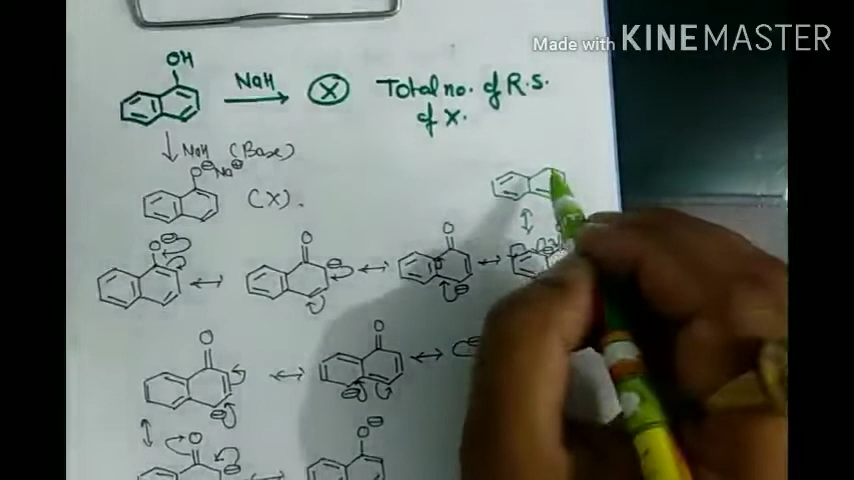 Made with KINEMASTER
OH
NaH
X
Total no. of R.S.
of X.
NaH (Base)
O⊖ Na⊕
(X).
O⊖
O
⊖
O
⊖
O
⊖
O
⊖
⊖
O
⊖
O⊖